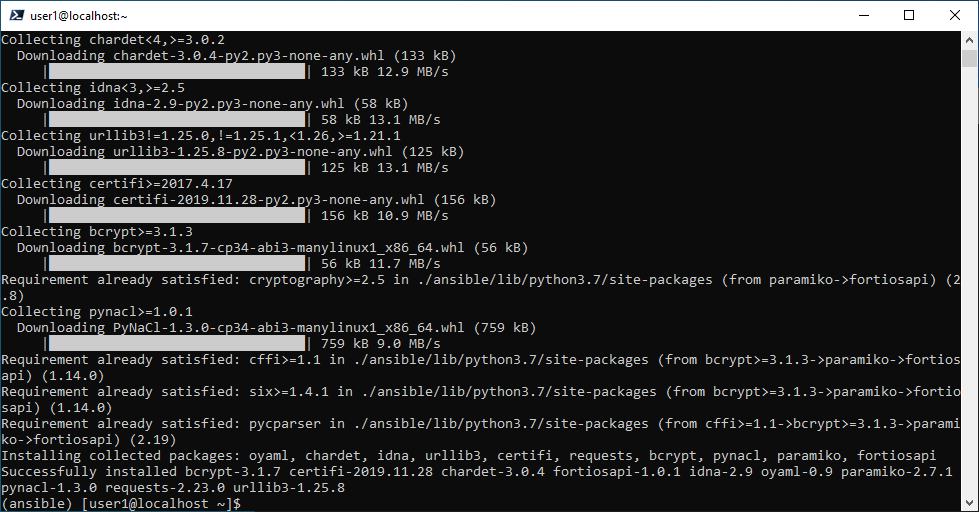 user1@localhost:~
Collecting chardet<4,>=3.0.2
  Downloading chardet-3.0.4-py2.py3-none-any.whl (133 kB)
     |████████████████████████████████| 133 kB 12.9 MB/s
Collecting idna<3,>=2.5
  Downloading idna-2.9-py2.py3-none-any.whl (58 kB)
     |████████████████████████████████| 58 kB 13.1 MB/s
Collecting urllib3!=1.25.0,!=1.25.1,<1.26,>=1.21.1
  Downloading urllib3-1.25.8-py2.py3-none-any.whl (125 kB)
     |████████████████████████████████| 125 kB 13.1 MB/s
Collecting certifi>=2017.4.17
  Downloading certifi-2019.11.28-py2.py3-none-any.whl (156 kB)
     |████████████████████████████████| 156 kB 10.9 MB/s
Collecting bcrypt>=3.1.3
  Downloading bcrypt-3.1.7-cp34-abi3-manylinux1_x86_64.whl (56 kB)
     |████████████████████████████████| 56 kB 11.7 MB/s
Requirement already satisfied: cryptography>=2.5 in ./ansible/lib/python3.7/site-packages (from paramiko->fortiosapi) (2
.8)
Collecting pynacl>=1.0.1
  Downloading PyNaCl-1.3.0-cp34-abi3-manylinux1_x86_64.whl (759 kB)
     |████████████████████████████████| 759 kB 9.0 MB/s
Requirement already satisfied: cffi>=1.1 in ./ansible/lib/python3.7/site-packages (from bcrypt>=3.1.3->paramiko->fortios
api) (1.14.0)
Requirement already satisfied: six>=1.4.1 in ./ansible/lib/python3.7/site-packages (from bcrypt>=3.1.3->paramiko->fortio
sapi) (1.14.0)
Requirement already satisfied: pycparser in ./ansible/lib/python3.7/site-packages (from cffi>=1.1->bcrypt>=3.1.3->parami
ko->fortiosapi) (2.19)
Installing collected packages: oyaml, chardet, idna, urllib3, certifi, requests, bcrypt, pynacl, paramiko, fortiosapi
Successfully installed bcrypt-3.1.7 certifi-2019.11.28 chardet-3.0.4 fortiosapi-1.0.1 idna-2.9 oyaml-0.9 paramiko-2.7.1
pynacl-1.3.0 requests-2.23.0 urllib3-1.25.8
(ansible) [user1@localhost ~]$